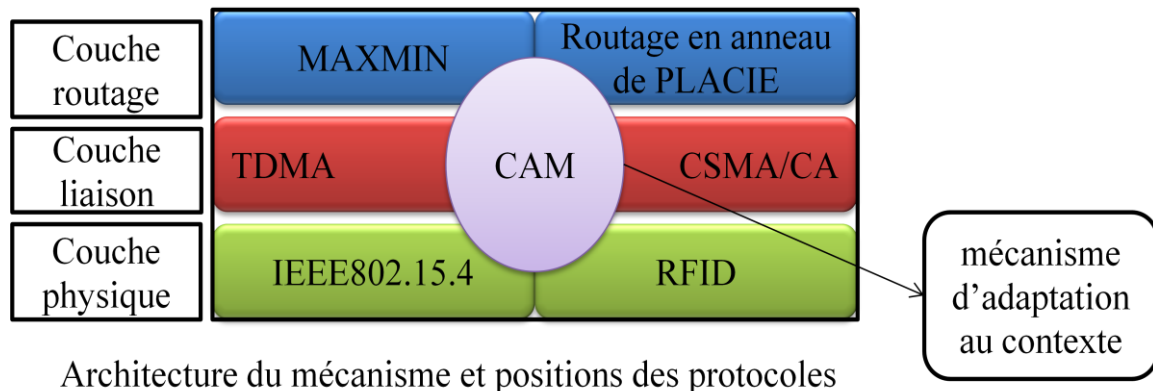 Couche
routage
MAXMIN
Routage en anneau
de PLACIE
Couche
liaison
TDMA
CAM
CSMA/CA
Couche
physique
IEEE802.15.4
RFID
mécanisme
d’adaptation
au contexte
Architecture du mécanisme et positions des protocoles